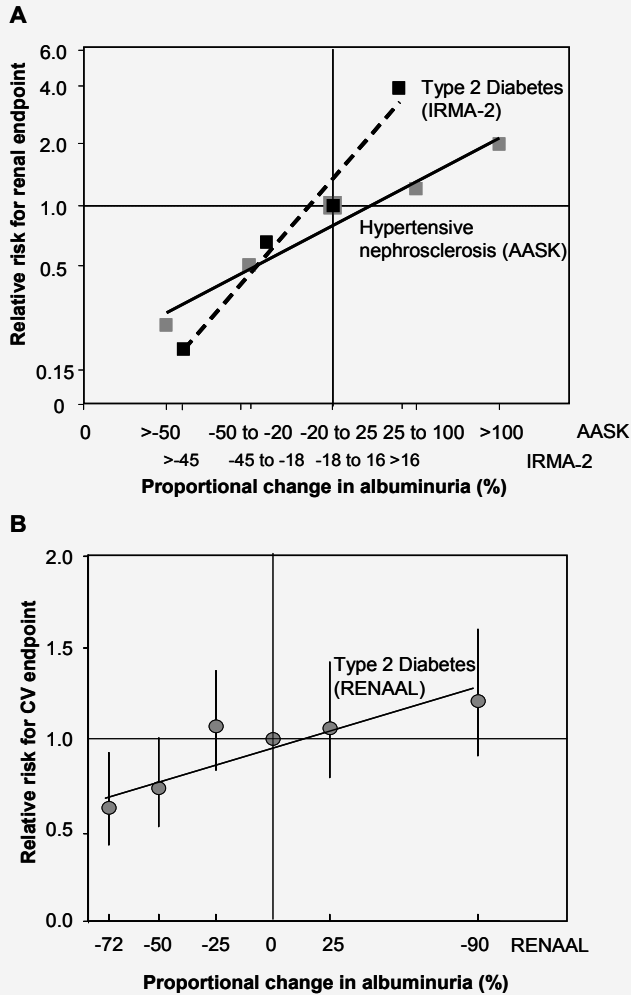 A
6.0
4.0
2.0
1.0
0.5
0.15
0
Relative risk for renal endpoint
Type 2 Diabetes
(IRMA-2)
Hypertensive
nephrosclerosis (AASK)
0 >-50 -50 to -20 -20 to 25 25 to 100 >100 AASK
>-45 -45 to -18 -18 to 16 >16 IRMA-2
Proportional change in albuminuria (%)
B
2.0
1.5
1.0
0.5
0.0
Relative risk for CV endpoint
Type 2 Diabetes
(RENAAL)
-72 -50 -25 0 25 -90 RENAAL
Proportional change in albuminuria (%)